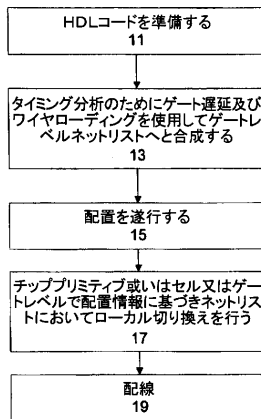 HDLコードを準備する
11
タイミング分析のためにゲート遅延及び
ワイヤローディングを使用してゲートレ
ベルネットリストへと合成する
13
配置を遂行する
15
チッププリミティブ或いはセル又はゲー
トレベルで配置情報に基づきネットリス
トにおいてローカル切り換えを行う
17
配線
19